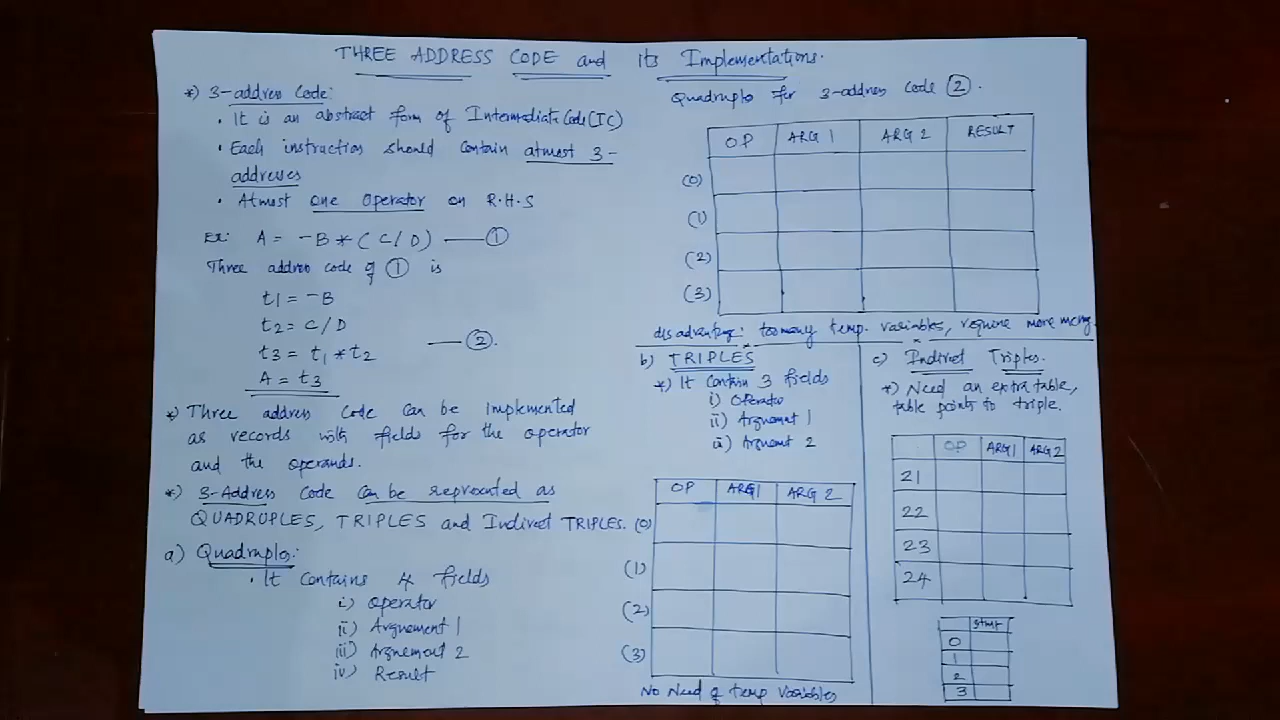 THREE ADDRESS CODE and its Implementations.
*) 3-address Code:
• It is an abstract form of Intermediate Code(IC)
• Each instruction should contain atmost 3-
addresses
• Atmost one operator on R.H.S
Ex: A = -B * ( C/D) —— ①
Three address code of ① is
t1 = -B
t2 = C/D
t3 = t1 * t2 —— ②.
A = t3
*) Three address code can be implemented
as records with fields for the operator
and the operands.
*) 3-Address Code can be represented as
QUADRUPLES, TRIPLES and Indirect TRIPLES.
a) Quadruples:
• It contains 4 fields
i) operator
ii) Arguement 1
iii) Arguement 2
iv) Result
Quadruple for 3-address code ②.
OP ARG 1 ARG 2 RESULT
(0)
(1)
(2)
(3)
disadvantage: toomany temp. variables, require more memy.
b) TRIPLES
*) It contain 3 fields
i) Operator
ii) Arguement 1
ii) Arguement 2
OP ARG1 ARG 2
(0)
(1)
(2)
(3)
No Need of temp variables
c) Indirect Triples.
*) Need an extra table,
table points to triple.
OP ARG1 ARG2
21
22
23
24
stmt
0
1
2
3